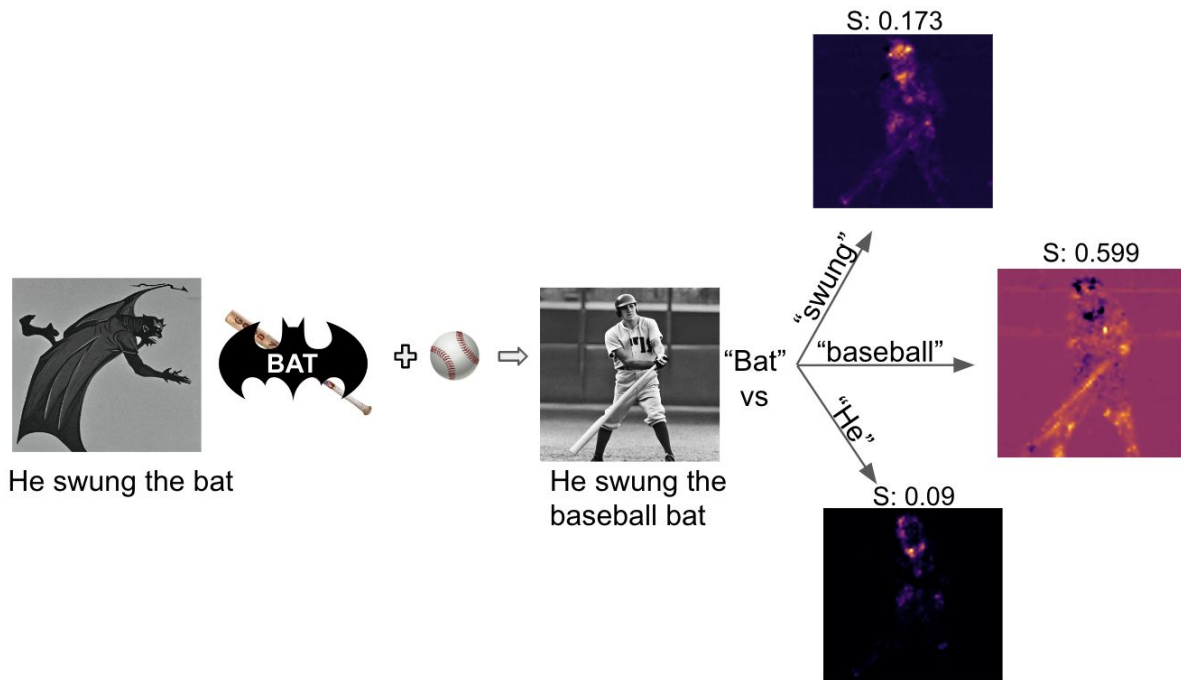 S: 0.173
S: 0.599
“swung”
BAT
“Bat”
vs
“baseball”
“He”
He swung the bat
He swung the
baseball bat
S: 0.09